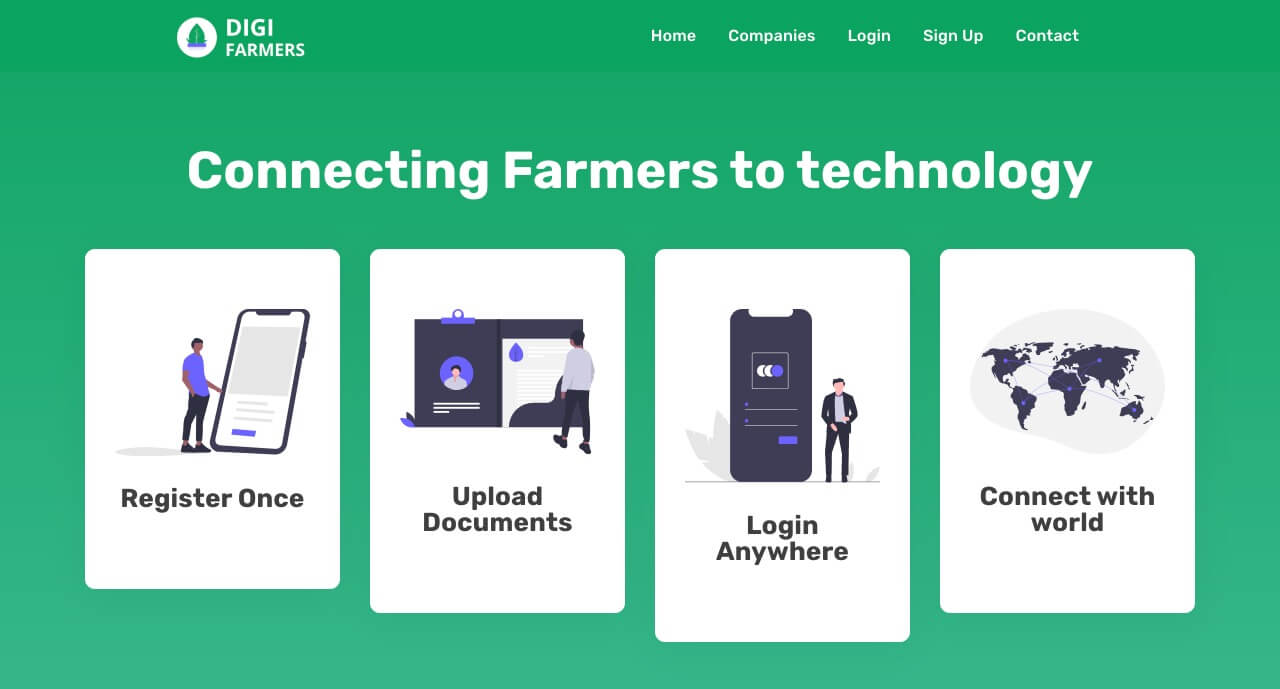 DIGI
FARMERS
Home Companies Login Sign Up Contact
Connecting Farmers to technology
Register Once
Upload
Documents
Login
Anywhere
Connect with
world